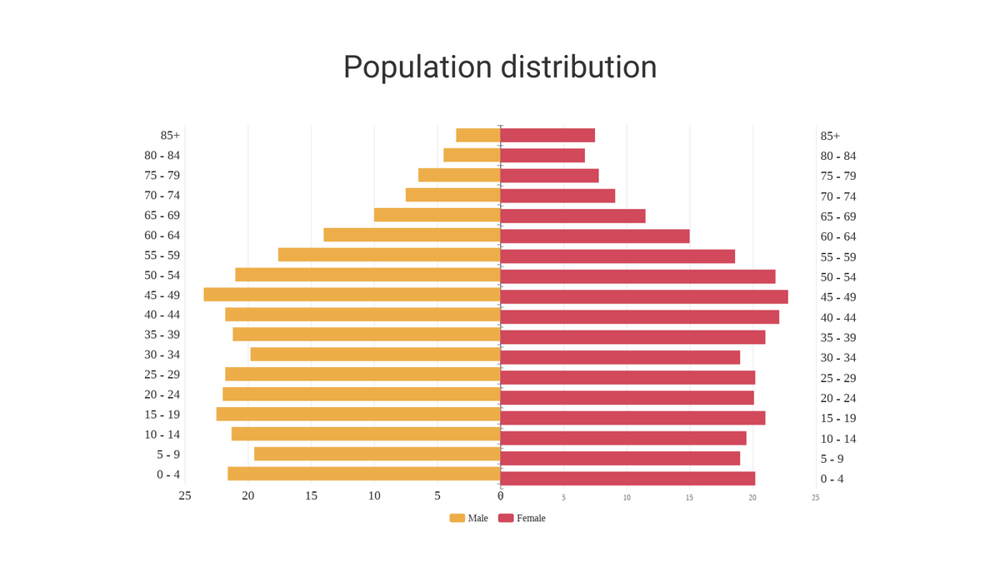 Population distribution
85+ 85+
80 - 84 80 - 84
75 - 79 75 - 79
70 - 74 70 - 74
65 - 69 65 - 69
60 - 64 60 - 64
55 - 59 55 - 59
50 - 54 50 - 54
45 - 49 45 - 49
40 - 44 40 - 44
35 - 39 35 - 39
30 - 34 30 - 34
25 - 29 25 - 29
20 - 24 20 - 24
15 - 19 15 - 19
10 - 14 10 - 14
5 - 9 5 - 9
0 - 4 0 - 4
25 20 15 10 5 0 0 5 10 15 20 25
Male Female